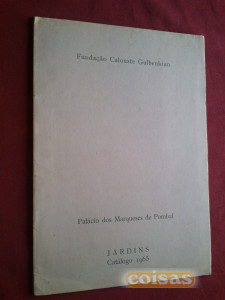 Fundação Calouste Gulbenkian
Palácio dos Marqueses de Pombal
JARDINS
Catálogo 1965
coisas